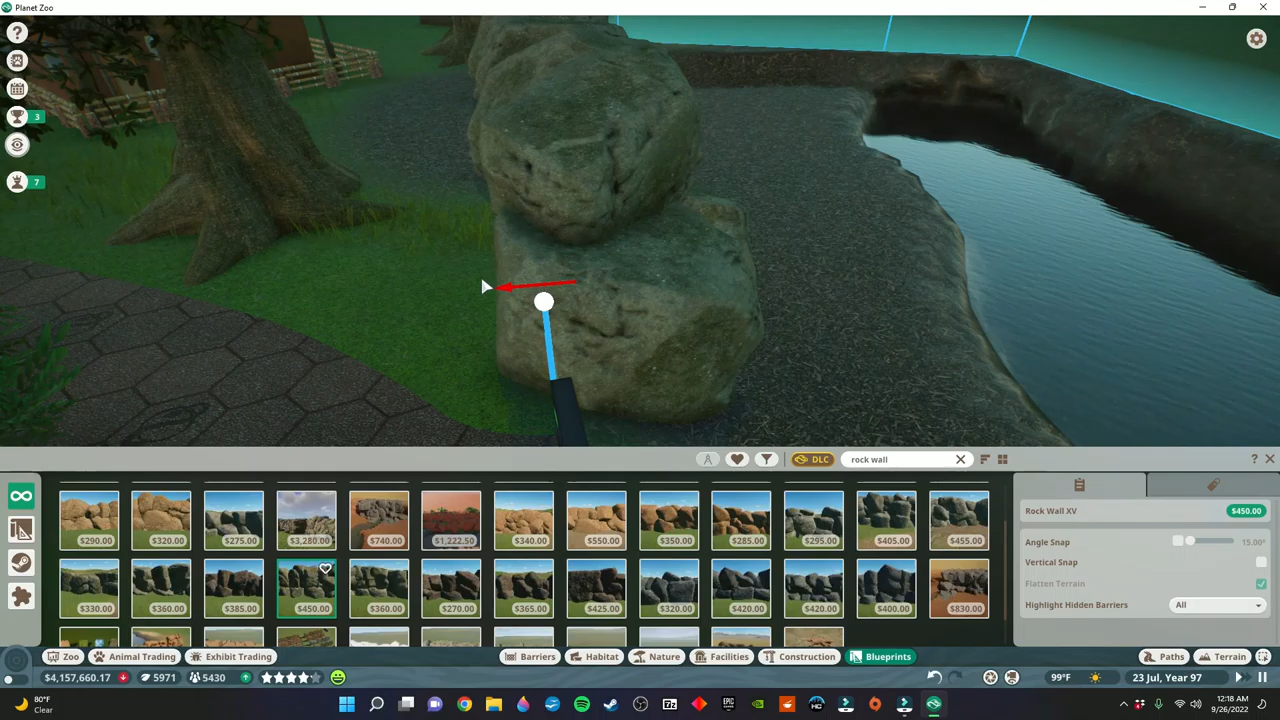 Planet Zoo
3
7
DLC
rock wall
$290.00
$320.00
$275.00
$3,280.00
$740.00
$1,222.50
$340.00
$550.00
$350.00
$285.00
$295.00
$405.00
$455.00
$330.00
$360.00
$385.00
$450.00
$360.00
$270.00
$365.00
$425.00
$320.00
$420.00
$420.00
$400.00
$830.00
Rock Wall XV
$450.00
Angle Snap
15.00°
Vertical Snap
Flatten Terrain
Highlight Hidden Barriers
All
Zoo
Animal Trading
Exhibit Trading
Barriers
Habitat
Nature
Facilities
Construction
Blueprints
Paths
Terrain
$4,157,660.17
5971
5430
99°F
23 Jul, Year 97
80°F
Clear
12:18 AM
9/26/2022